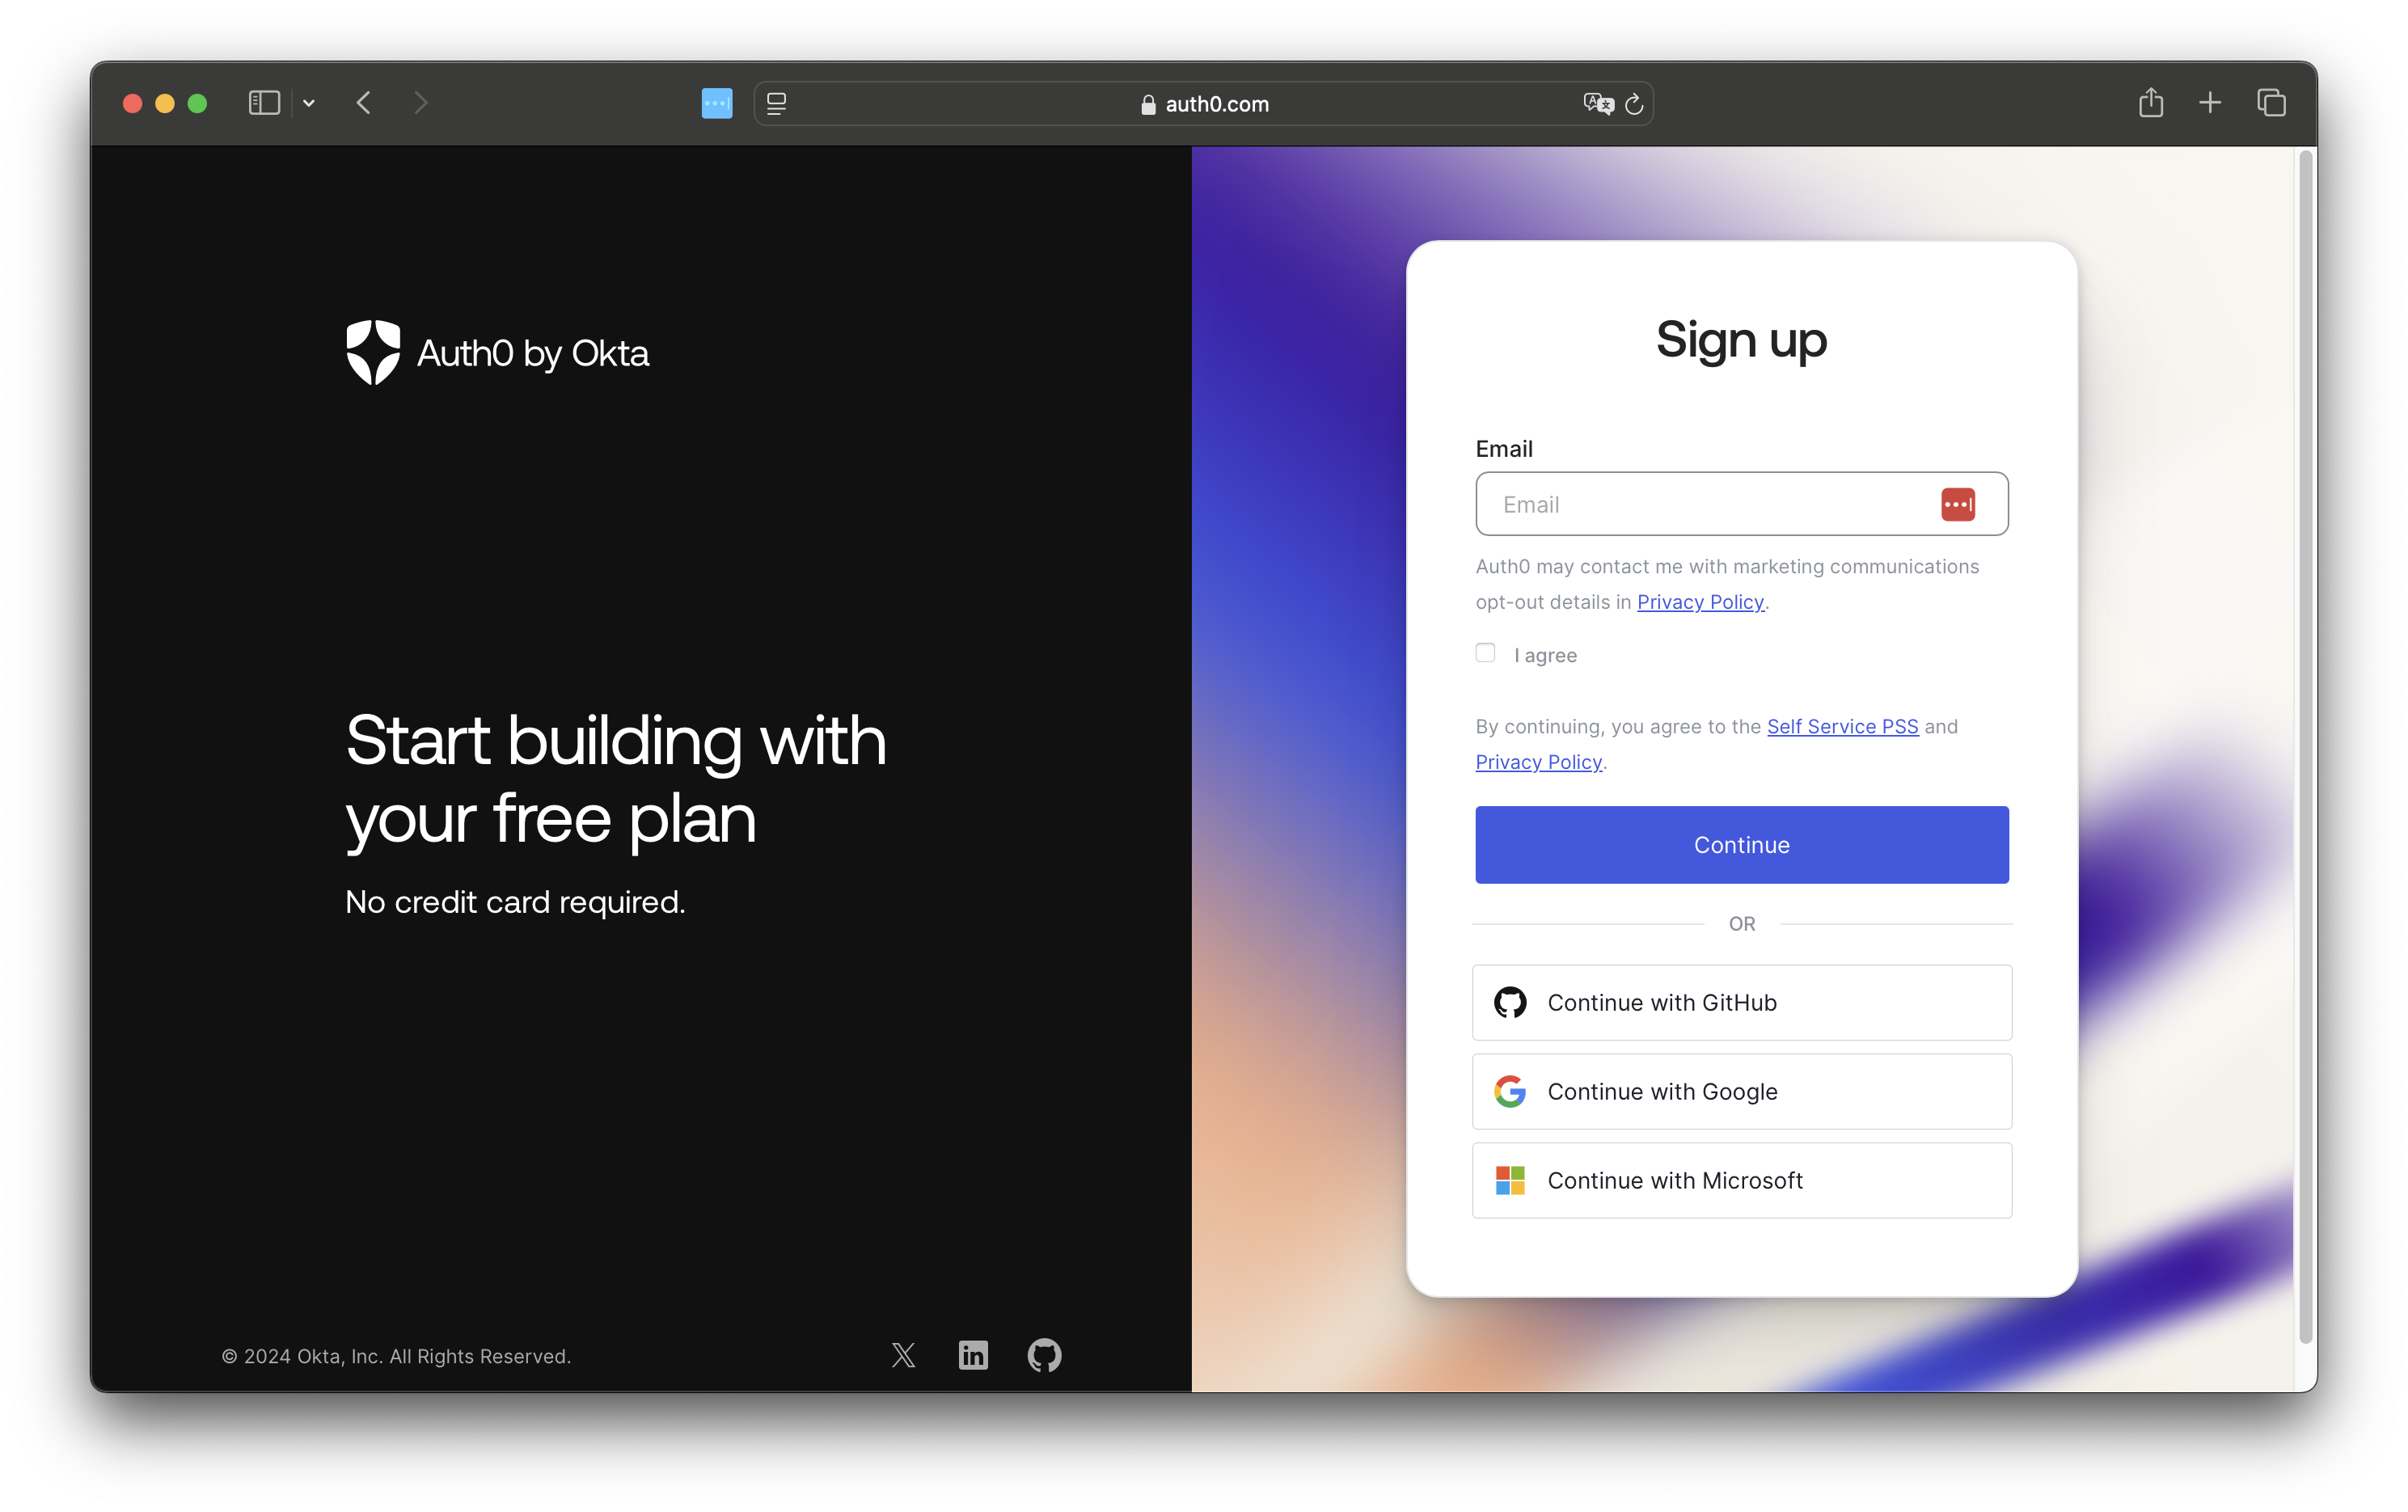 auth0.com
Auth0 by Okta
Start building with
your free plan
No credit card required.
© 2024 Okta, Inc. All Rights Reserved.
Sign up
Email
Email
Auth0 may contact me with marketing communications
opt-out details in Privacy Policy.
I agree
By continuing, you agree to the Self Service PSS and
Privacy Policy.
Continue
OR
Continue with GitHub
Continue with Google
Continue with Microsoft